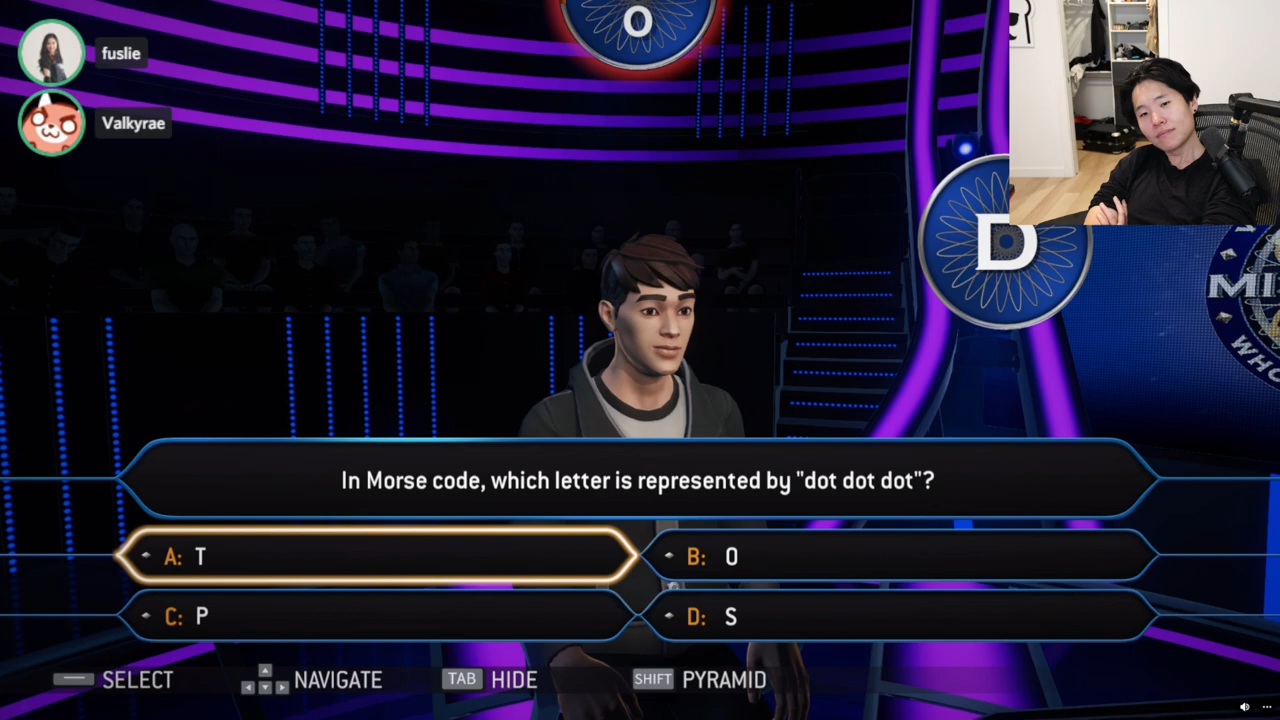 fuslie
Valkyrae
O
D
WHO
In Morse code, which letter is represented by "dot dot dot"?
A: T
B: O
C: P
D: S
SELECT
NAVIGATE
TAB HIDE
SHIFT PYRAMID